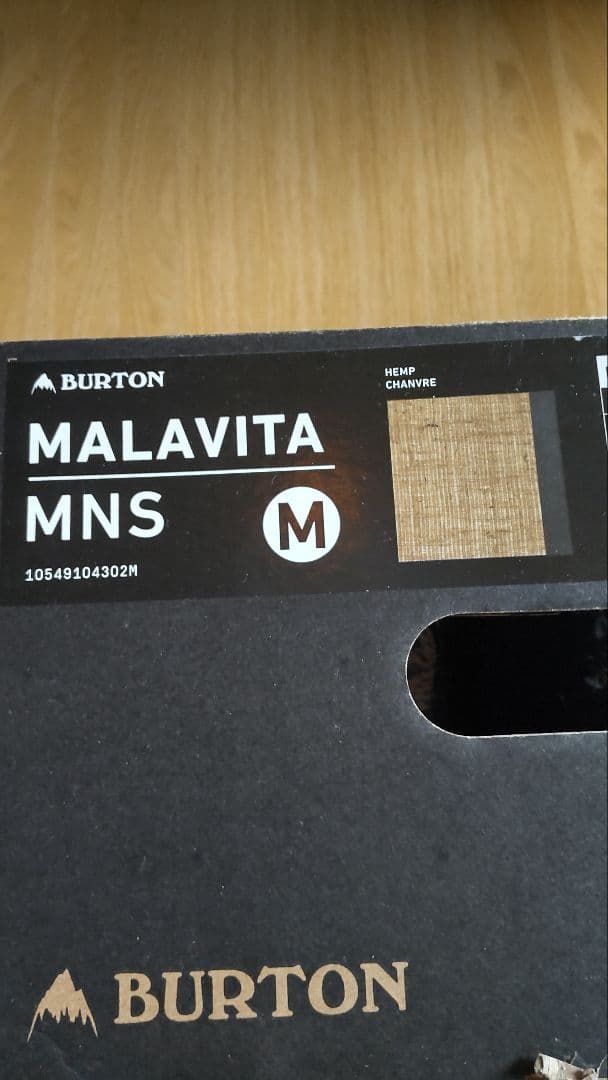 BURTON
MALAVITA
MNS
M
10549104302M
HEMP
CHANVRE
BURTON